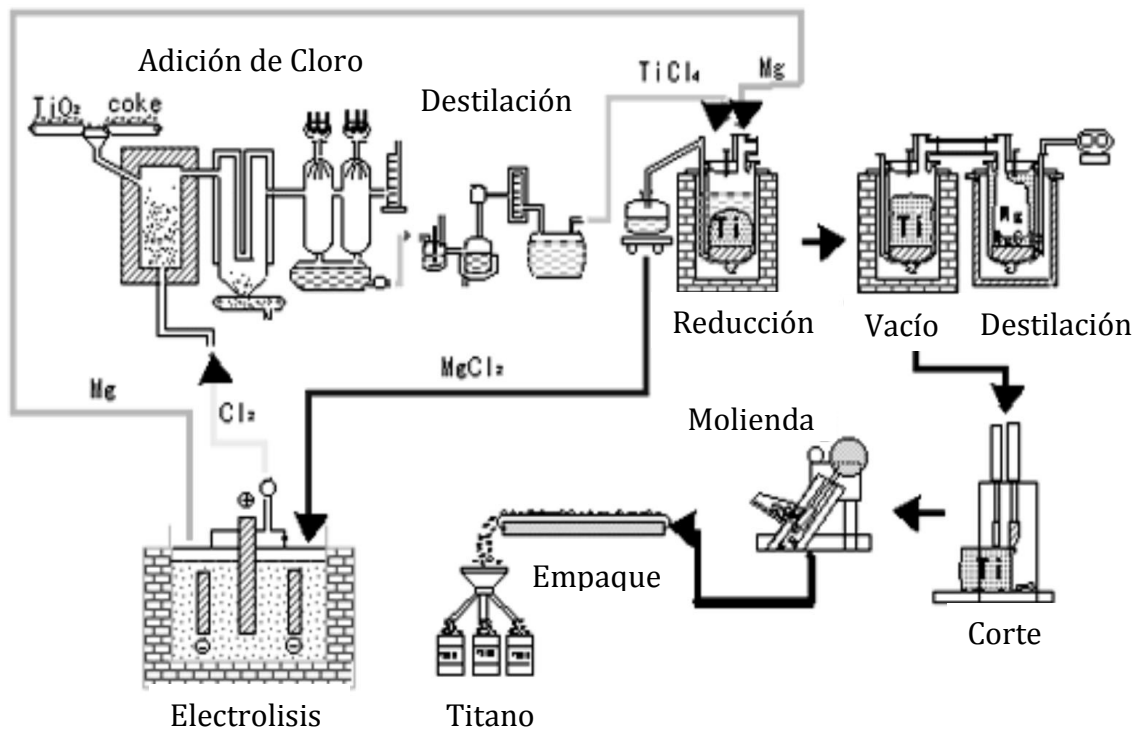 Adición de Cloro
TiCl₄
Mg
TiO₂
coke
Destilación
Ti
Ti
Mg
Reducción
Vacío
Destilación
MgCl₂
Mg
Cl₂
Molienda
Ti
Empaque
Corte
Electrolisis
Titano